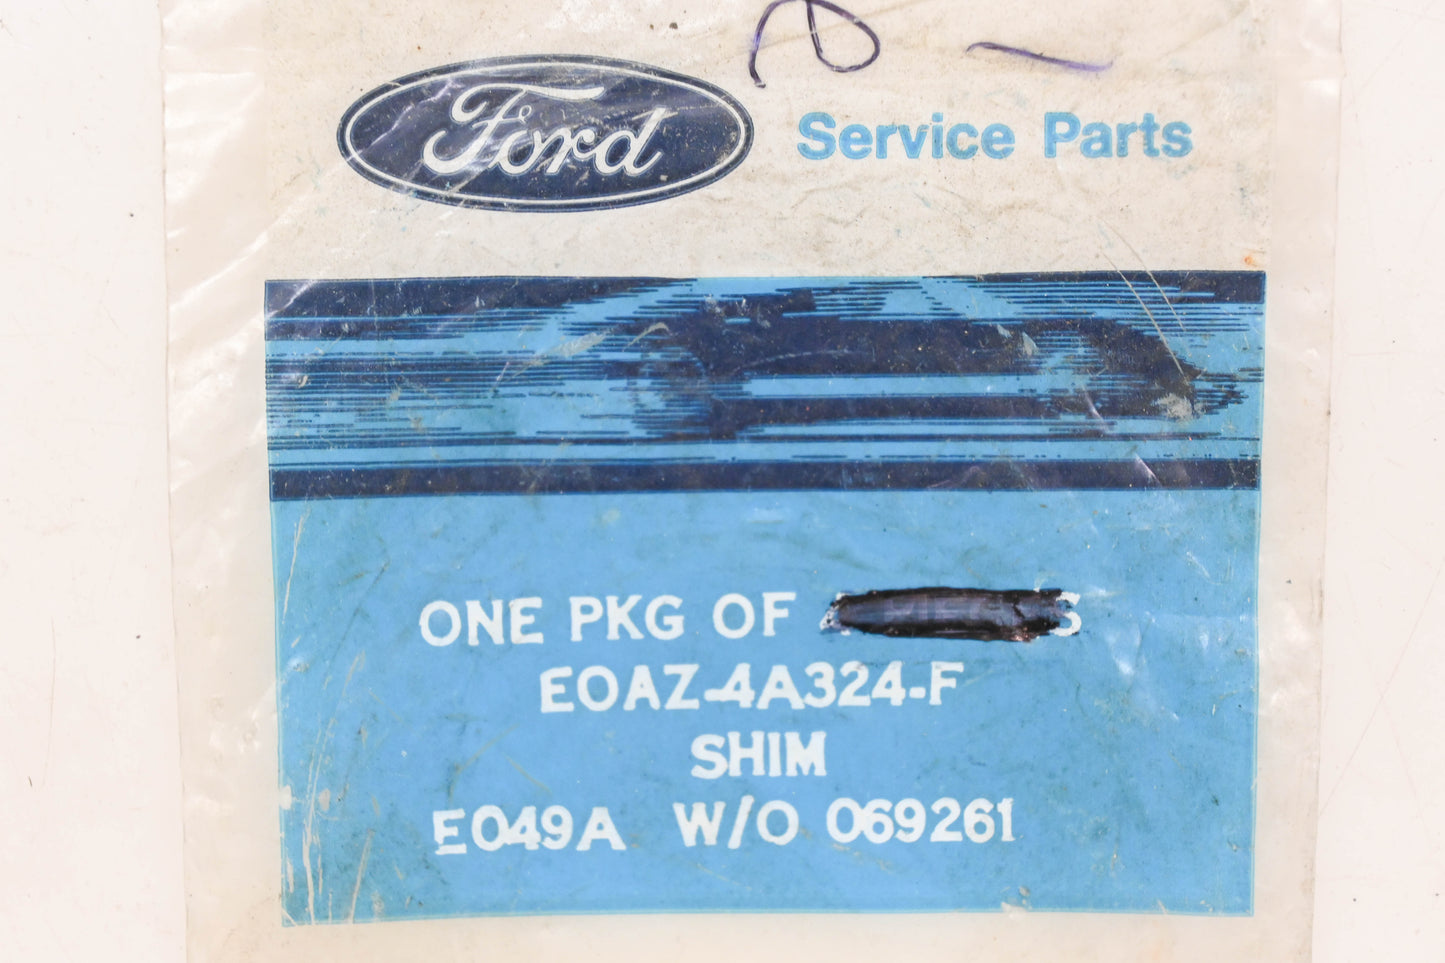 Ford
Service Parts
ONE PKG OF
EOAZ-4A324-F
SHIM
E049A W/O 069261